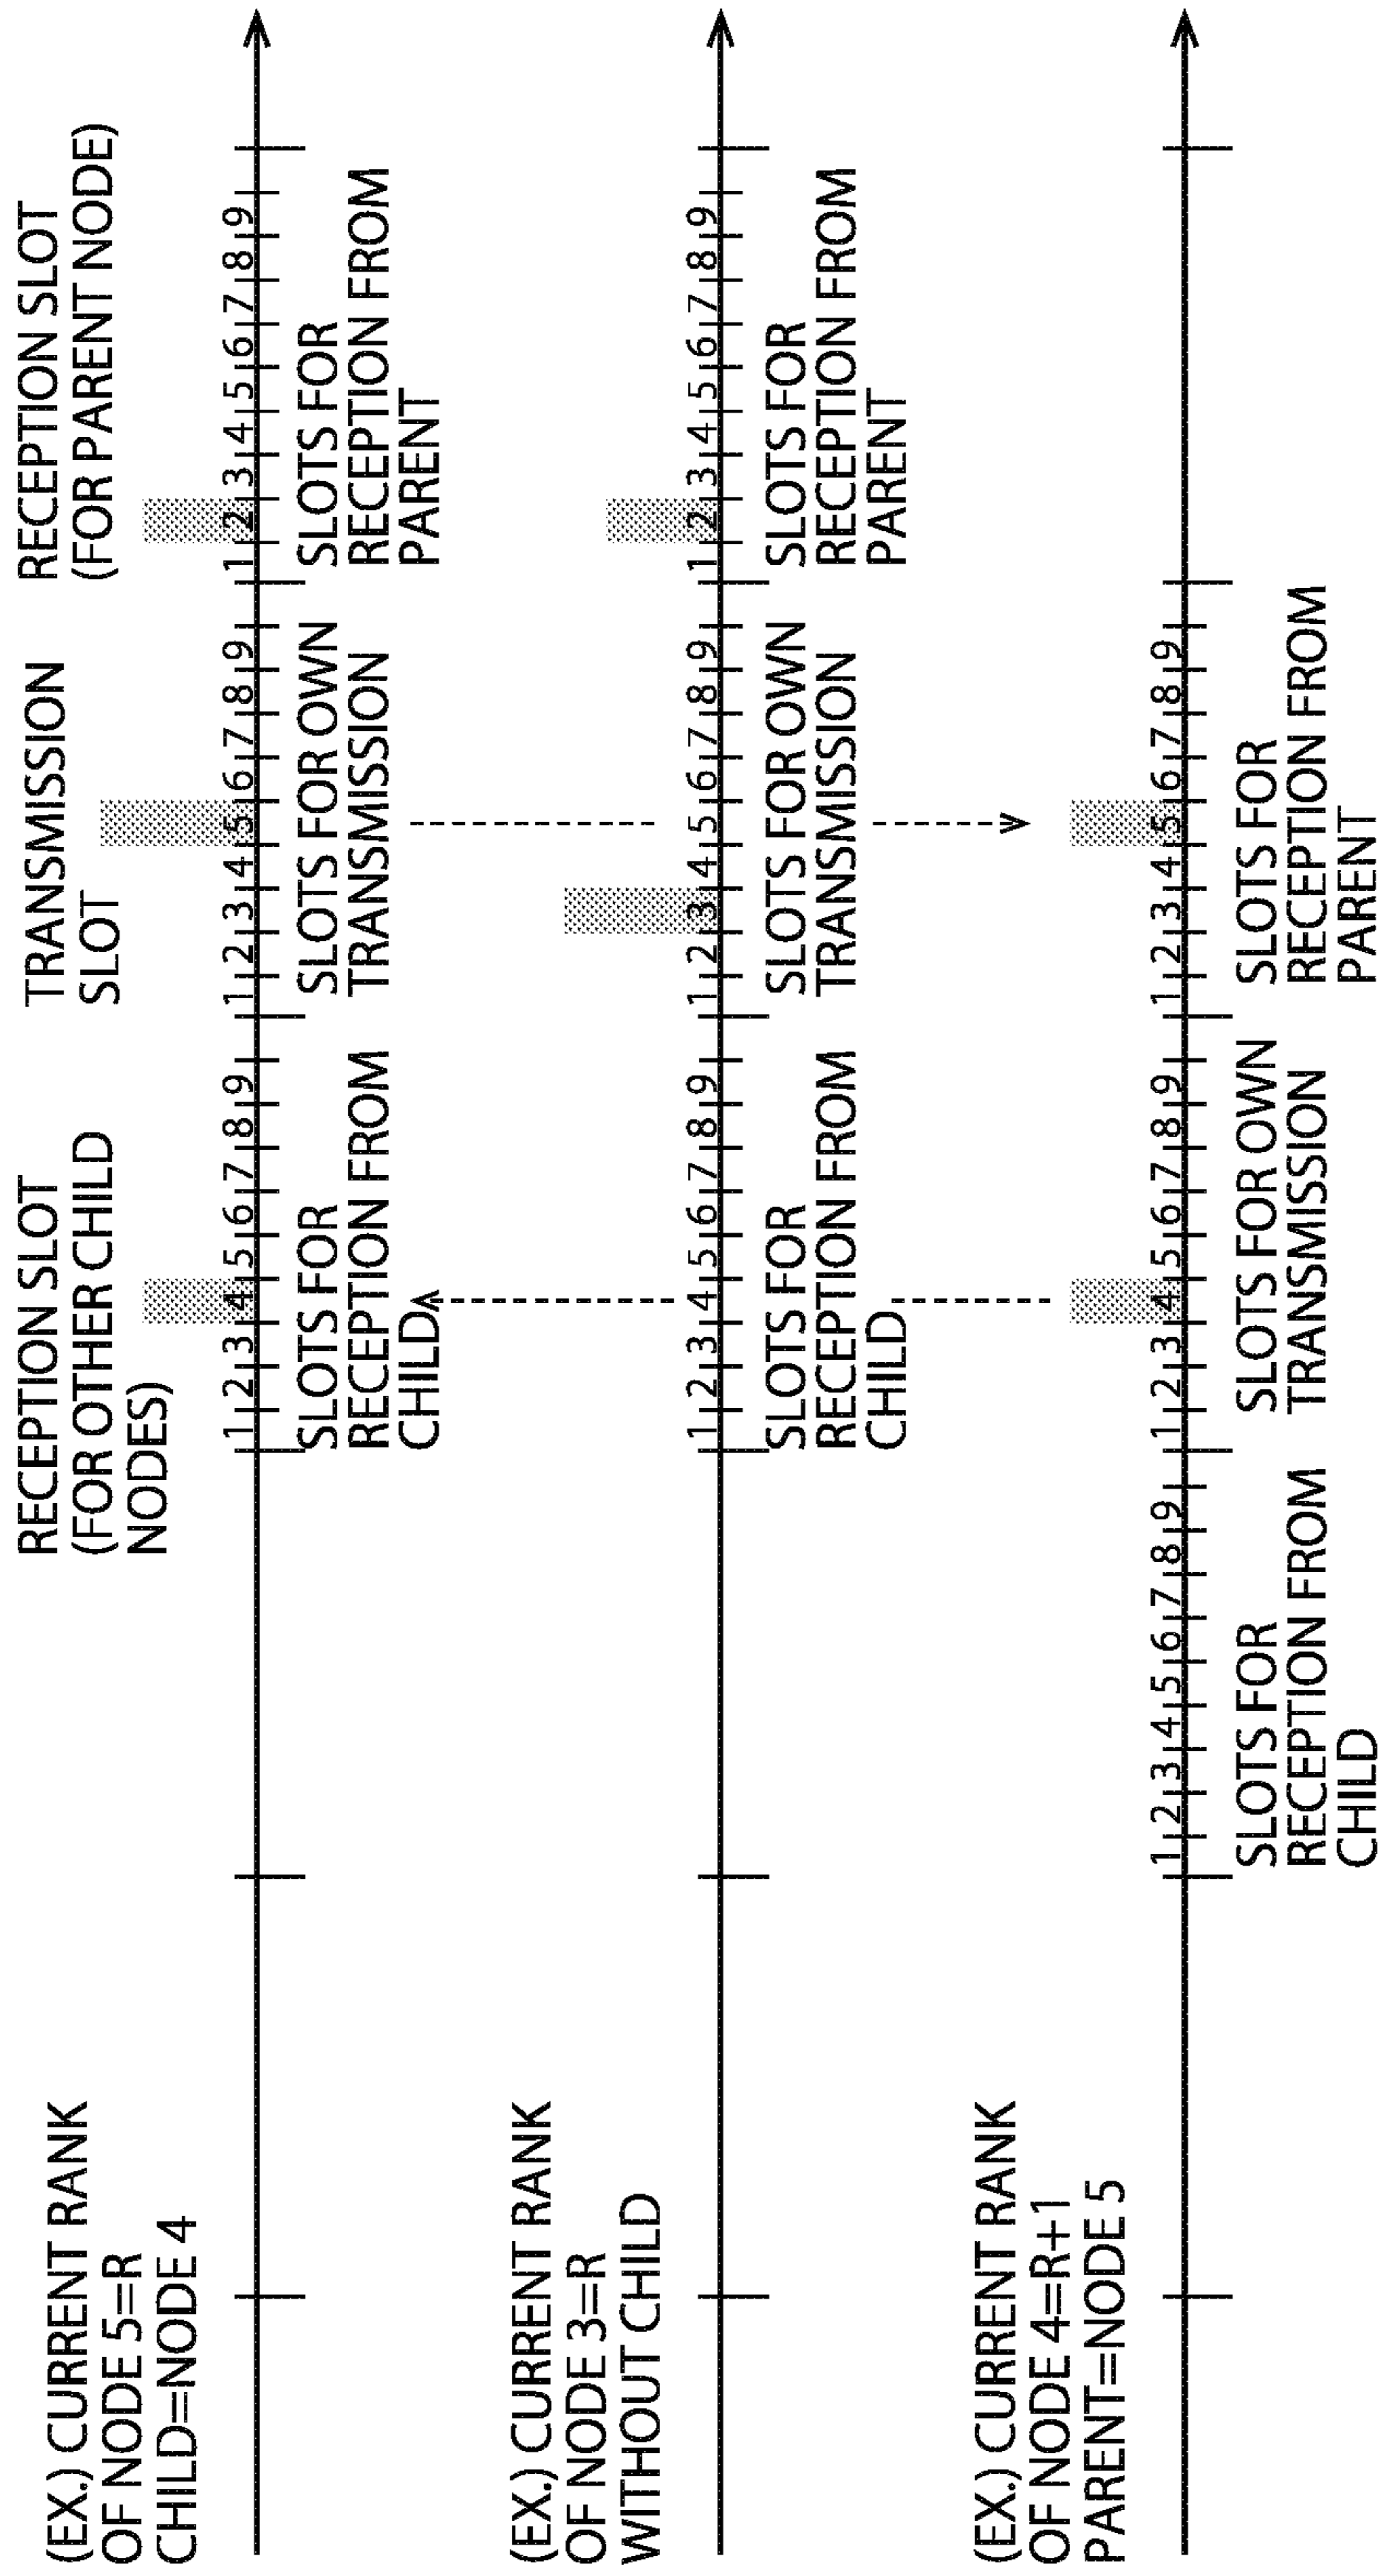 (EX.) CURRENT RANK
OF NODE 5=R
CHILD=NODE 4
RECEPTION SLOT
(FOR OTHER CHILD
NODES)
TRANSMISSION
SLOT
RECEPTION SLOT
(FOR PARENT NODE)
1 2 3 4 5 6 7 8 9
1 2 3 4 5 6 7 8 9
1 2 3 4 5 6 7 8 9
SLOTS FOR
RECEPTION FROM
CHILD
SLOTS FOR OWN
TRANSMISSION
SLOTS FOR
RECEPTION FROM
PARENT
(EX.) CURRENT RANK
OF NODE 3=R
WITHOUT CHILD
1 2 3 4 5 6 7 8 9
1 2 3 4 5 6 7 8 9
1 2 3 4 5 6 7 8 9
SLOTS FOR
RECEPTION FROM
CHILD
SLOTS FOR OWN
TRANSMISSION
SLOTS FOR
RECEPTION FROM
PARENT
(EX.) CURRENT RANK
OF NODE 4=R+1
PARENT=NODE 5
1 2 3 4 5 6 7 8 9
1 2 3 4 5 6 7 8 9
1 2 3 4 5 6 7 8 9
SLOTS FOR
RECEPTION FROM
CHILD
SLOTS FOR OWN
TRANSMISSION
SLOTS FOR
RECEPTION FROM
PARENT